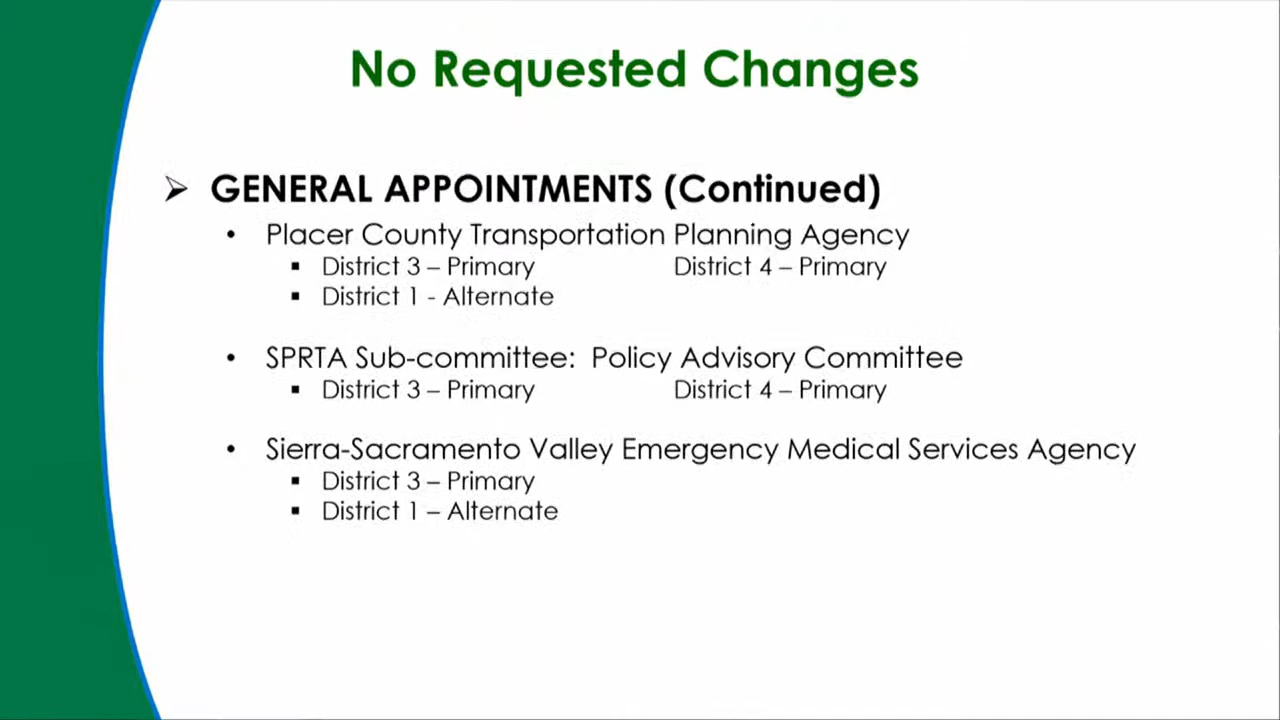 No Requested Changes
➢ GENERAL APPOINTMENTS (Continued)
• Placer County Transportation Planning Agency
▪ District 3 – Primary District 4 – Primary
▪ District 1 - Alternate
• SPRTA Sub-committee: Policy Advisory Committee
▪ District 3 – Primary District 4 – Primary
• Sierra-Sacramento Valley Emergency Medical Services Agency
▪ District 3 – Primary
▪ District 1 – Alternate